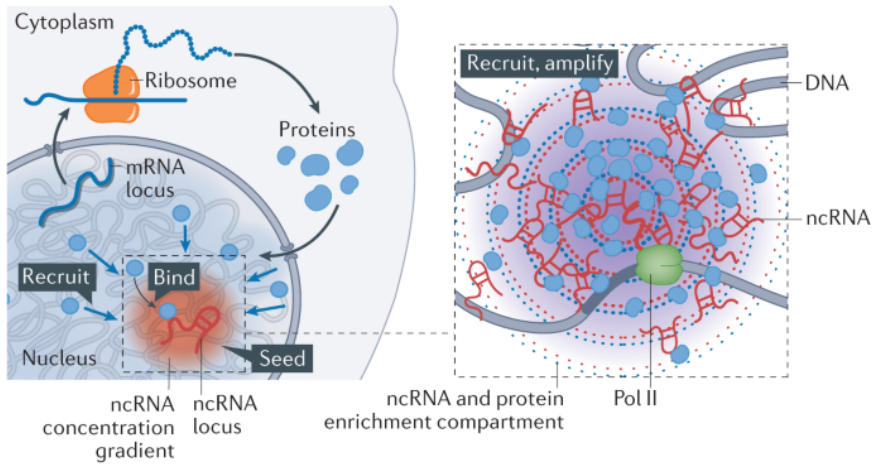 Cytoplasm
Ribosome
Proteins
mRNA
locus
Recruit
Bind
Nucleus
Seed
ncRNA
concentration
gradient
ncRNA
locus
Recruit, amplify
DNA
ncRNA
ncRNA and protein
enrichment compartment
Pol II